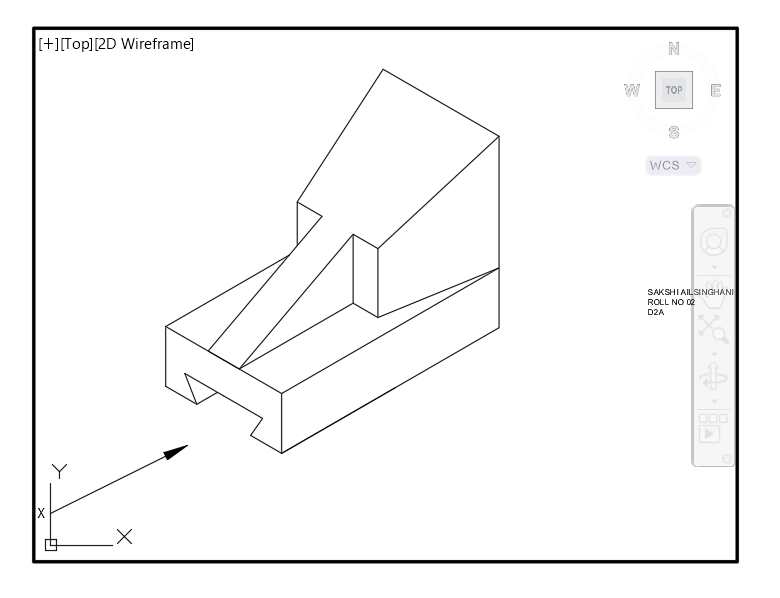 [+][Top][2D Wireframe]
N
W TOP E
S
WCS
SAKSHI AILSINGHANI
ROLL NO 02
D2A
Y
X
X